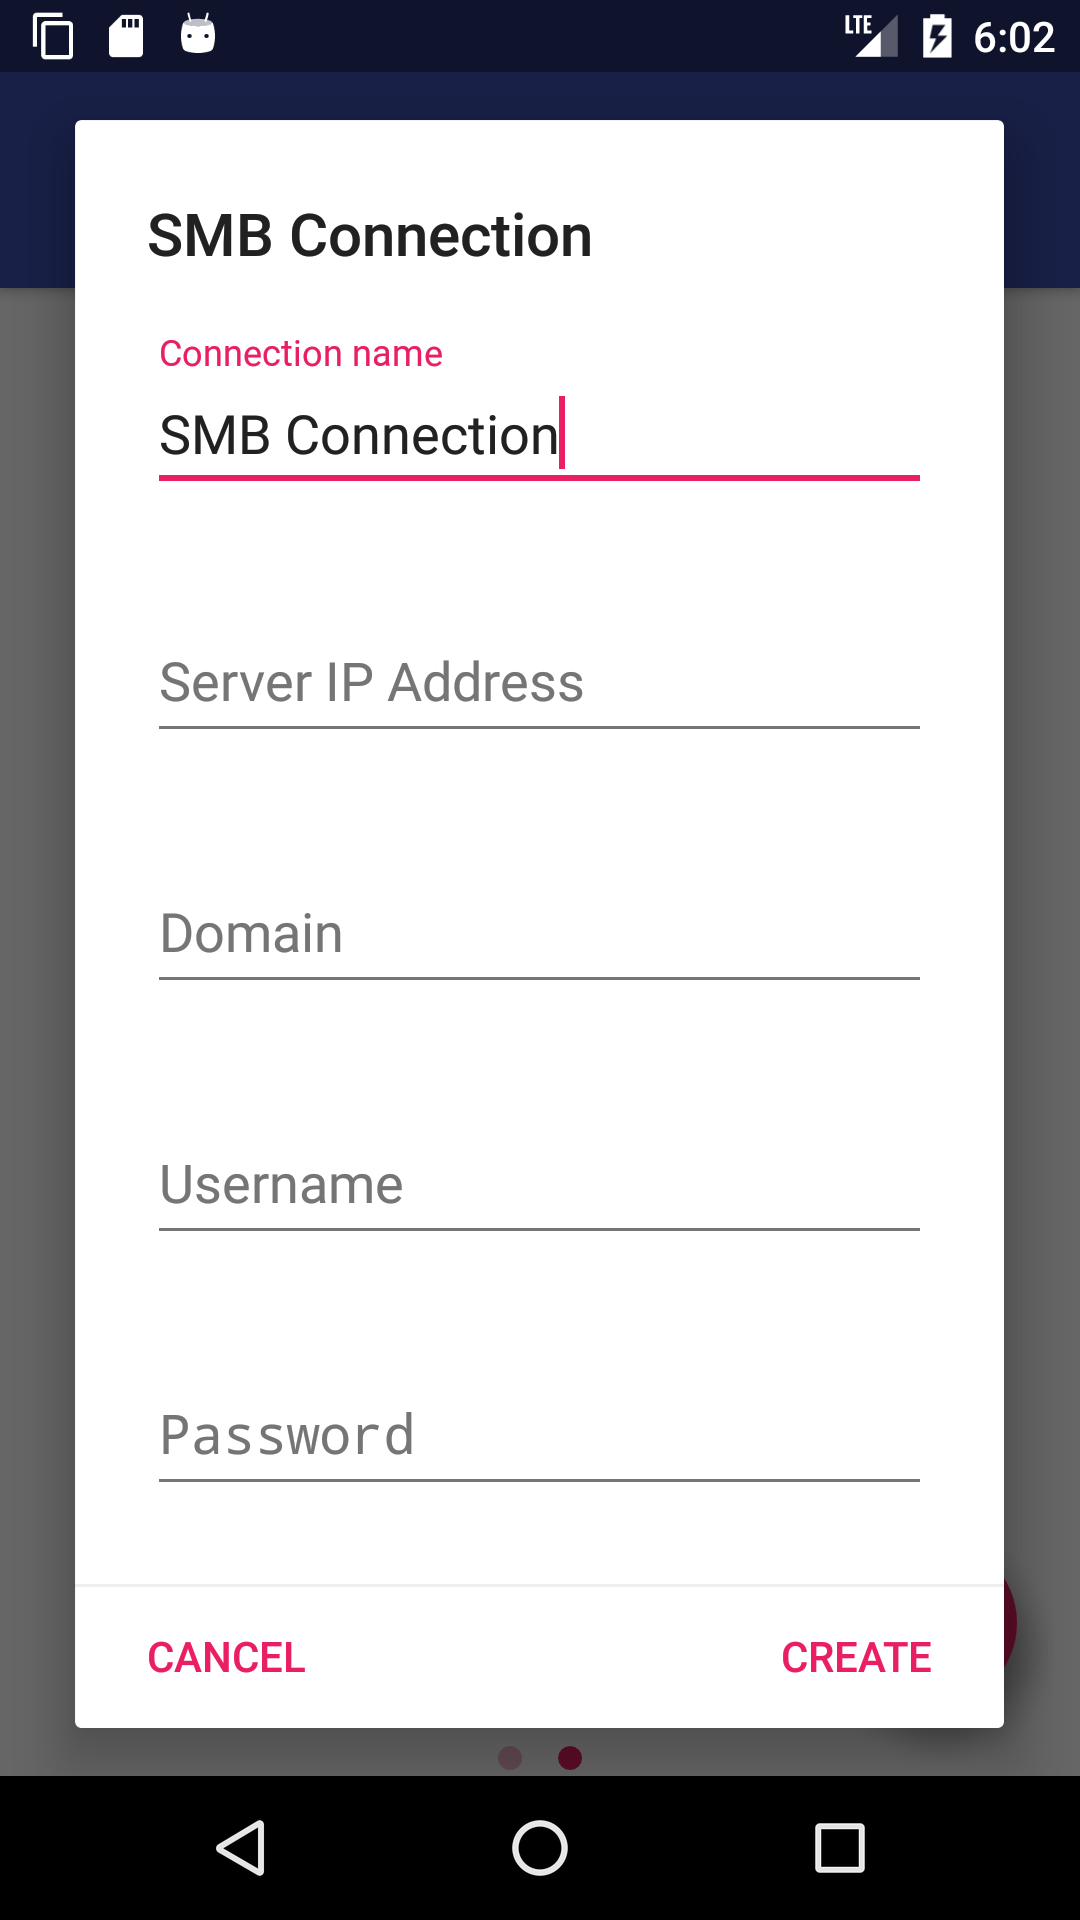 LTE 6:02
SMB Connection
Connection name
SMB Connection
Server IP Address
Domain
Username
Password
CANCEL CREATE